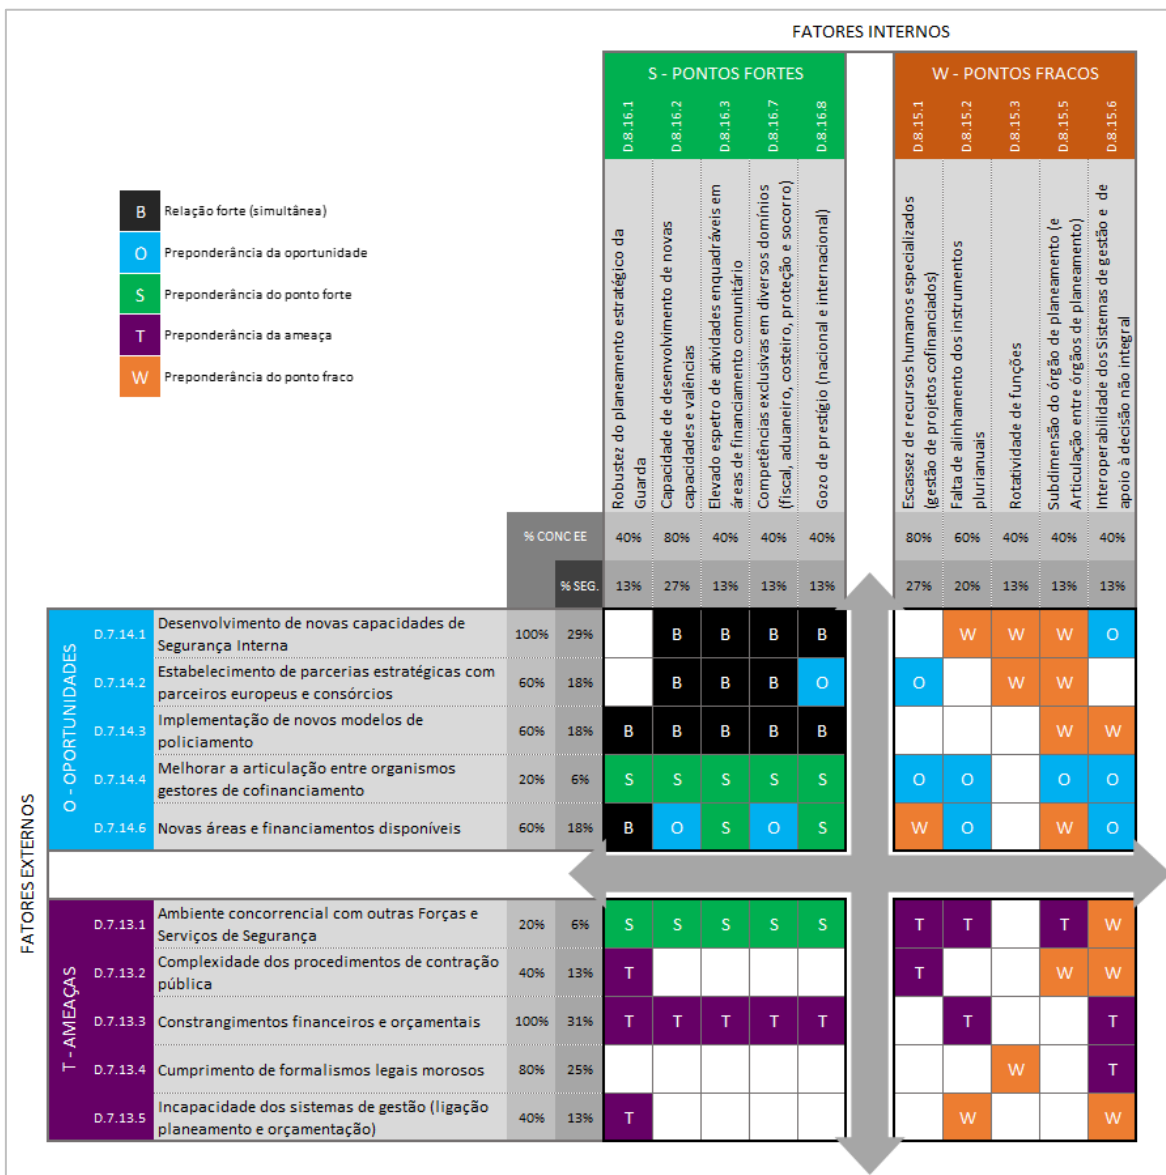 FATORES INTERNOS
S - PONTOS FORTES
W - PONTOS FRACOS
D.8.16.1
D.8.16.2
D.8.16.3
D.8.16.7
D.8.16.8
D.8.15.1
D.8.15.2
D.8.15.3
D.8.15.5
D.8.15.6
B Relação forte (simultânea)
O Preponderância da oportunidade
S Preponderância do ponto forte
T Preponderância da ameaça
W Preponderância do ponto fraco
Robustez do planeamento estratégico da
Guarda
Capacidade de desenvolvimento de novas
capacidades e valências
Elevado espetro de atividades enquadráveis em
áreas de financiamento comunitário
Competências exclusivas em diversos domínios
(fiscal, aduaneiro, costeiro, proteção e socorro)
Gozo de prestígio (nacional e internacional)
Escassez de recursos humanos especializados
(gestão de projetos cofinanciados)
Falta de alinhamento dos instrumentos
plurianuais
Rotatividade de funções
Subdimensão do órgão de planeamento (e
Articulação entre órgãos de planeamento)
Interoperabilidade dos Sistemas de gestão e de
apoio à decisão não integral
% CONC EE 40% 80% 40% 40% 40% 80% 60% 40% 40% 40%
% SEG. 13% 27% 13% 13% 13% 27% 20% 13% 13% 13%
FATORES EXTERNOS
O - OPORTUNIDADES
D.7.14.1 Desenvolvimento de novas capacidades de
Segurança Interna 100% 29% B B B B W W W O
D.7.14.2 Estabelecimento de parcerias estratégicas com
parceiros europeus e consórcios 60% 18% B B B O O W W
D.7.14.3 Implementação de novos modelos de
policiamento 60% 18% B B B B B W W
D.7.14.4 Melhorar a articulação entre organismos
gestores de cofinanciamento 20% 6% S S S S S O O O O
D.7.14.6 Novas áreas e financiamentos disponíveis 60% 18% B O S O S W O W O
T - AMEAÇAS
D.7.13.1 Ambiente concorrencial com outras Forças e
Serviços de Segurança 20% 6% S S S S S T T T W
D.7.13.2 Complexidade dos procedimentos de contração
pública 40% 13% T T W W
D.7.13.3 Constrangimentos financeiros e orçamentais 100% 31% T T T T T T T
D.7.13.4 Cumprimento de formalismos legais morosos 80% 25% W T
D.7.13.5 Incapacidade dos sistemas de gestão (ligação
planeamento e orçamentação) 40% 13% T W W